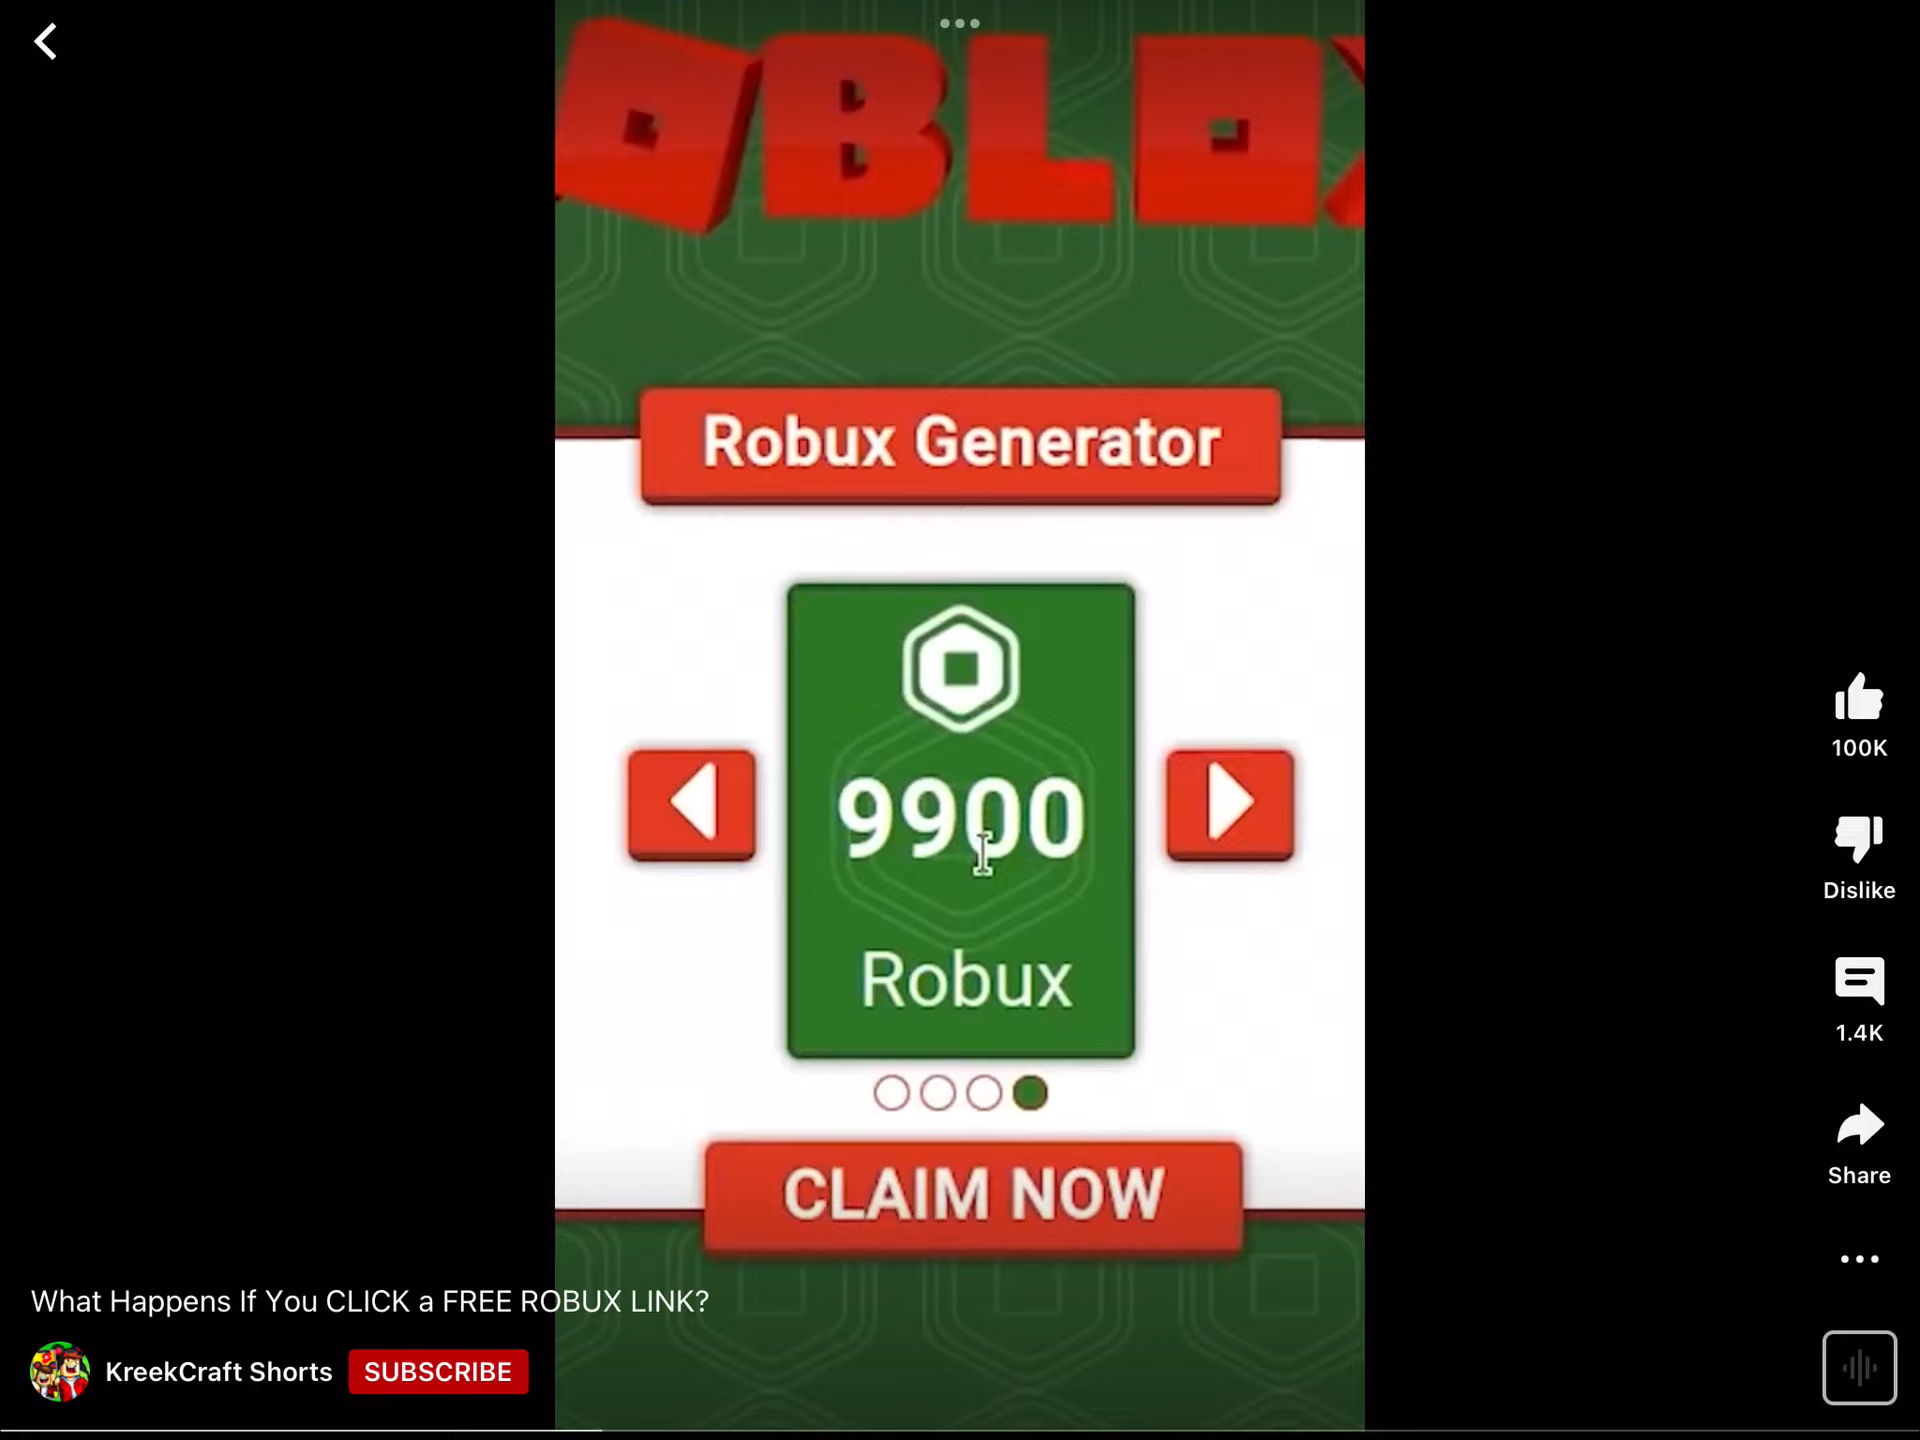 OBLOX
Robux Generator
9900
Robux
CLAIM NOW
100K
Dislike
1.4K
Share
What Happens If You CLICK a FREE ROBUX LINK?
KreekCraft Shorts SUBSCRIBE